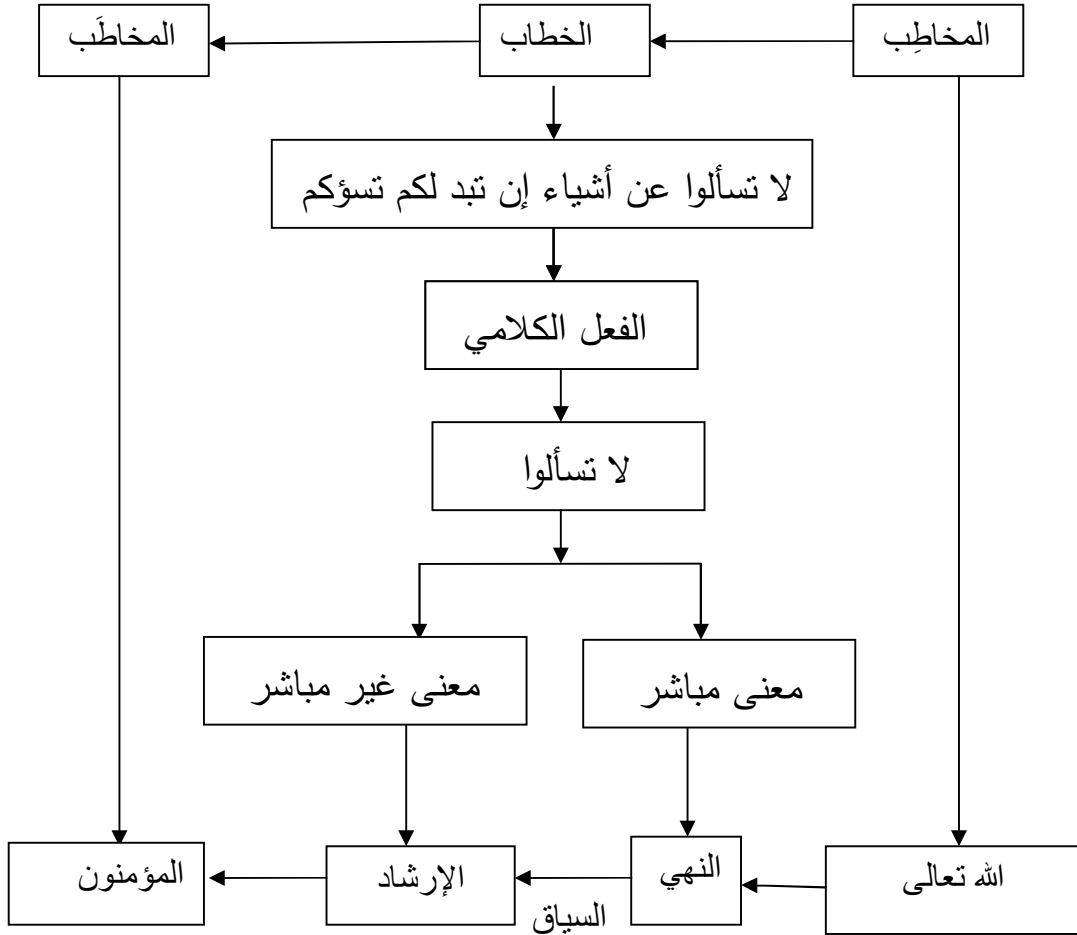 المخاطِب
الخطاب
المخاطَب
لا تسألوا عن أشياء إن تبد لكم تسؤكم
الفعل الكلامي
لا تسألوا
معنى مباشر
معنى غير مباشر
الله تعالى
النهي
السياق
الإرشاد
المؤمنون